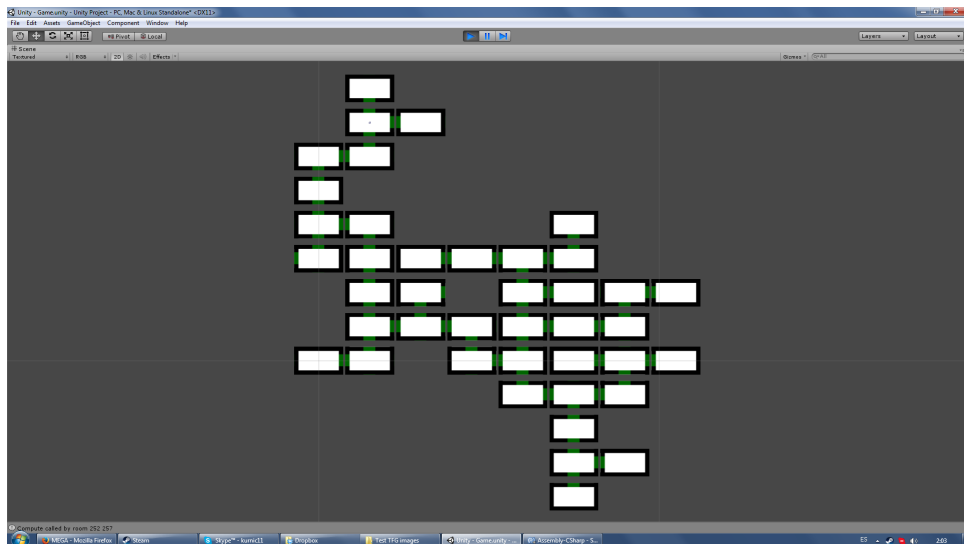 Unity - Game.unity - Unity Project - PC, Mac & Linux Standalone* <DX11>
File Edit Assets GameObject Component Window Help
Pivot Local Layers Layout
Scene
Textured RGB 2D Effects Gizmos
Compute called by room 252 257
MEGA - Mozilla Firefox Steam Skype™ - kurnic11 Dropbox Test TFG images Unity - Game.unity - ... Assembly-CSharp - S... ES 2:03